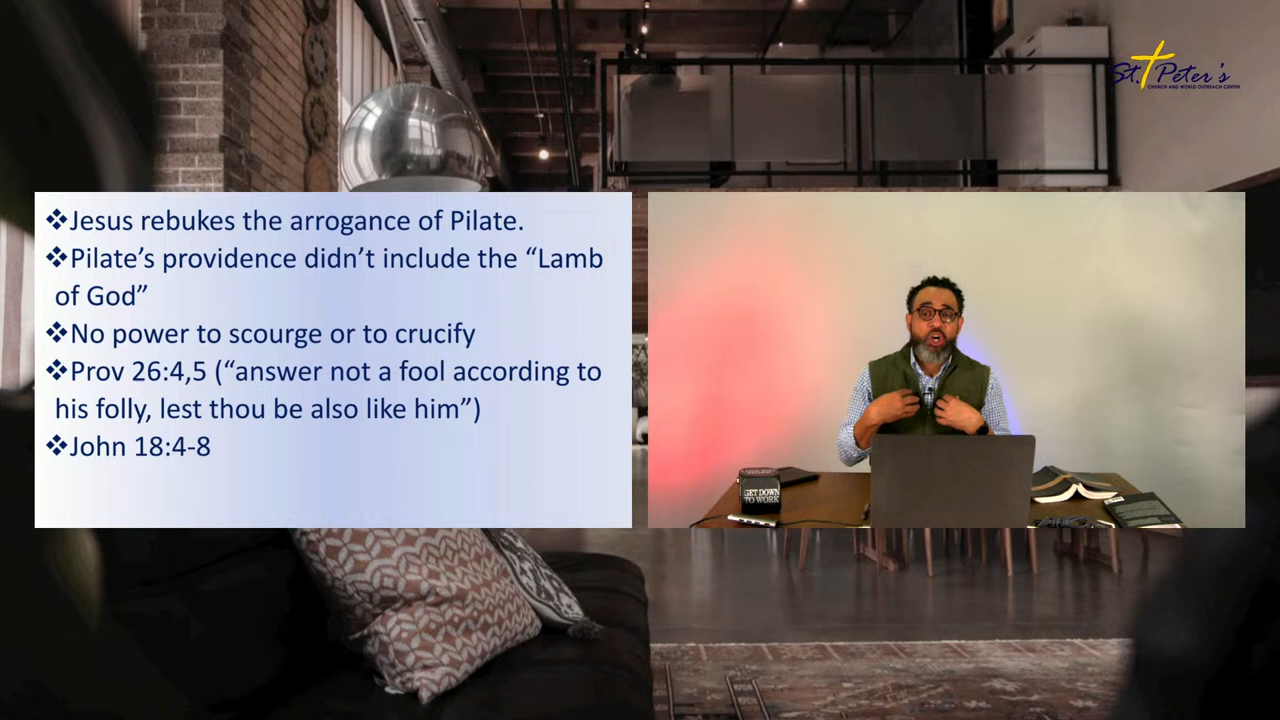 St. Peter's
CHURCH AND WORLD OUTREACH CENTER
❖Jesus rebukes the arrogance of Pilate.
❖Pilate’s providence didn’t include the “Lamb
of God”
❖No power to scourge or to crucify
❖Prov 26:4,5 (“answer not a fool according to
his folly, lest thou be also like him”)
❖John 18:4-8
GET DOWN
TO WORK